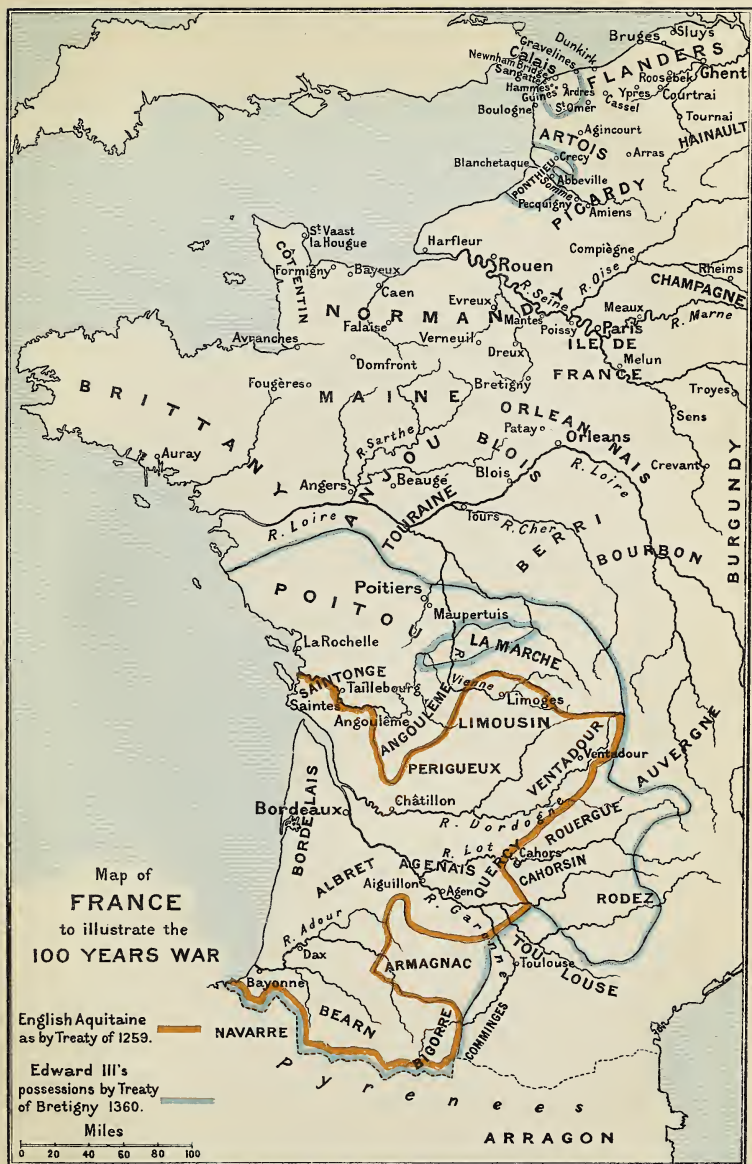 Bruges
Sluys
Dunkirk
Gravelines
Calais
Newnham Bridge
Sangatte
Hammes
Guines
Ardres
FLANDERS
Ghent
Roosebek
Ypres
Courtrai
Cassel
St Omer
Boulogne
Tournai
HAINAULT
Agincourt
ARTOIS
Arras
Blanchetaque
Crecy
PONTHIEU
Abbeville
Somme
PICARDY
Pecquigny
Amiens
St Vaast
la Hougue
CÔTENTIN
Harfleur
Rouen
Compiègne
R. Oise
Rheims
CHAMPAGNE
Formigny
Bayeux
Caen
NORMANDY
Evreux
R. Seine
Meaux
Mantes
Poissy
Paris
R. Marne
Falaise
Avranches
Verneuil
Dreux
ILE DE
FRANCE
Melun
Domfront
Bretigny
Fougères
MAINE
Troyes
BRITTANY
ORLEANNAIS
Sens
Patay
Orleans
R. Sarthe
ANJOU
BLOIS
Auray
Angers
Beaugé
Blois
R. Loire
Crevant
BURGUNDY
R. Loire
TOURAINE
Tours
R. Cher
BERRI
BOURBON
POITOU
Poitiers
Maupertuis
LA MARCHE
La Rochelle
R.
Vienne
SAINTONGE
Taillebourg
Saintes
Angoulême
ANGOULÊME
Limoges
LIMOUSIN
PERIGUEUX
VENTADOUR
Ventadour
AUVERGNE
BORDELAIS
Bordeaux
Châtillon
R. Dordogne
ROUERGUE
R. Lot
QUERCY
Cahors
CAHORSIN
ALBRET
AGENAIS
Aiguillon
Agen
R. Garonne
RODEZ
R. Adour
Dax
ARMAGNAC
TOULOUSE
Toulouse
Bayonne
BEARN
BIGORRE
COMMINGES
NAVARRE
Pyrenees
ARRAGON
Map of
FRANCE
to illustrate the
100 YEARS WAR
English Aquitaine
as by Treaty of 1259.
Edward III's
possessions by Treaty
of Bretigny 1360.
Miles
0 20 40 60 80 100